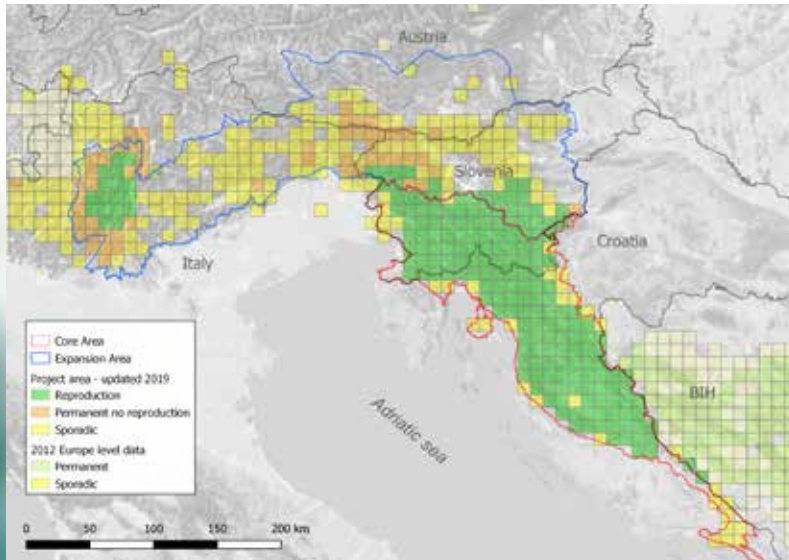 Austria
Slovenia
Croatia
Italy
BIH
Adriatic sea
Core Area
Expansion Area
Project area - updated 2019
Reproduction
Permanent no reproduction
Sporadic
2012 Europe level data
Permanent
Sporadic
0 50 100 150 200 km